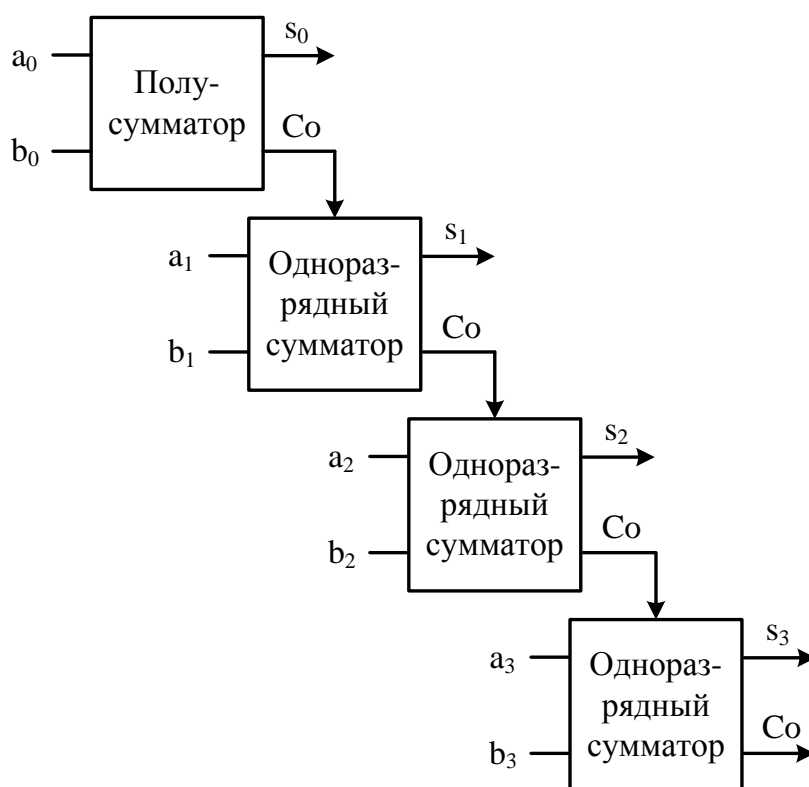 s₀
a₀
Полу-
сумматор
Co
b₀
s₁
a₁
Однораз-
рядный
сумматор
Co
b₁
s₂
a₂
Однораз-
рядный
сумматор
Co
b₂
s₃
a₃
Однораз-
рядный
сумматор
Co
b₃